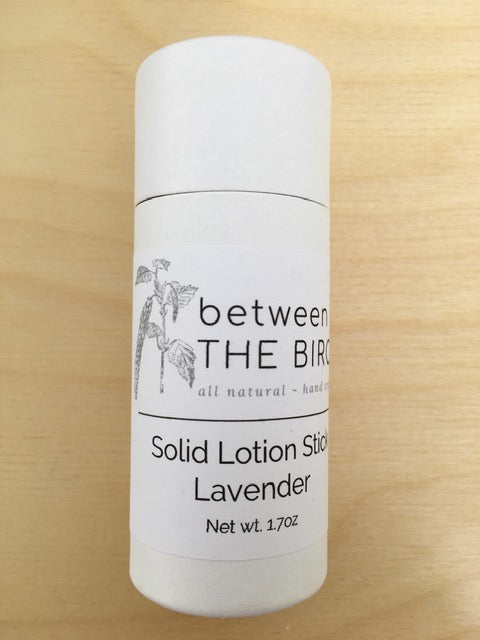 between
THE BIRC
all natural ~ hand c
Solid Lotion Stick
Lavender
Net wt. 1.7oz